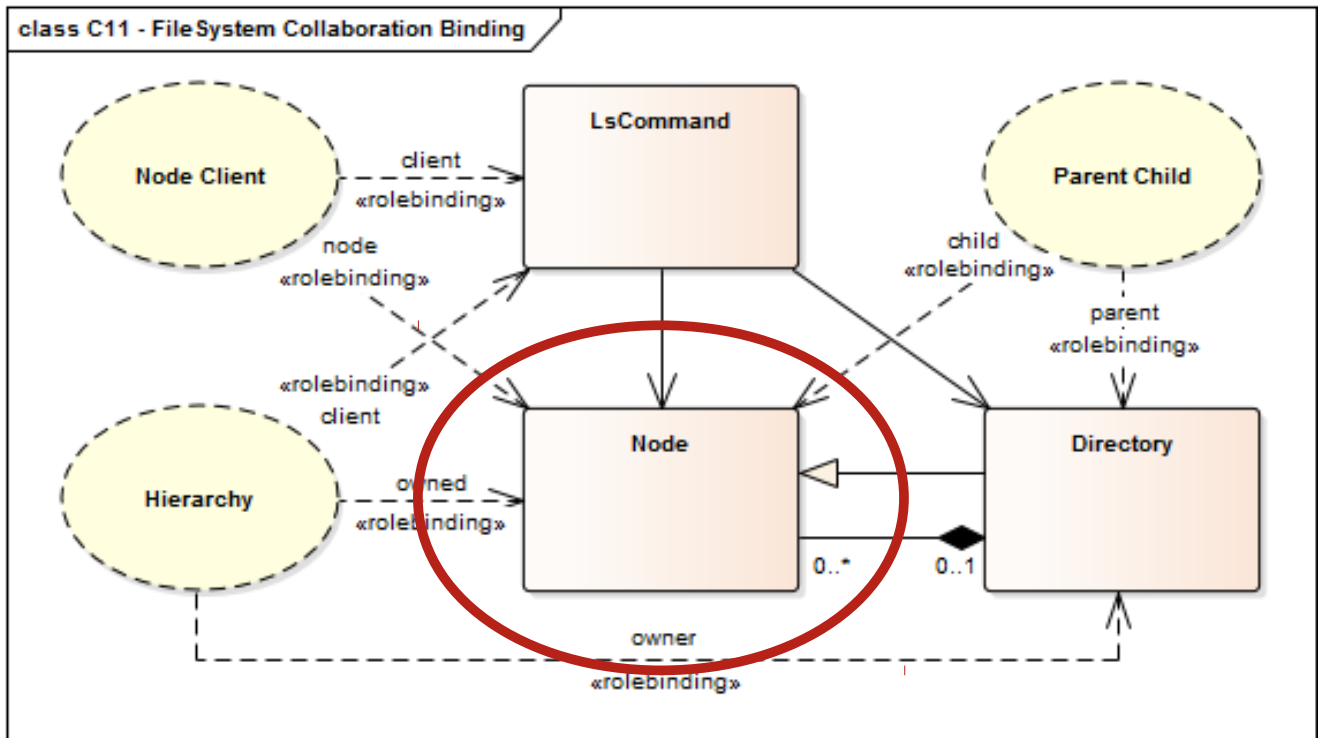 class C11 - FileSystem Collaboration Binding
LsCommand
Node Client
Parent Child
client
«rolebinding»
node
«rolebinding»
child
«rolebinding»
parent
«rolebinding»
«rolebinding»
client
Node
Directory
Hierarchy
owned
«rolebinding»
0..*
0..1
owner
«rolebinding»